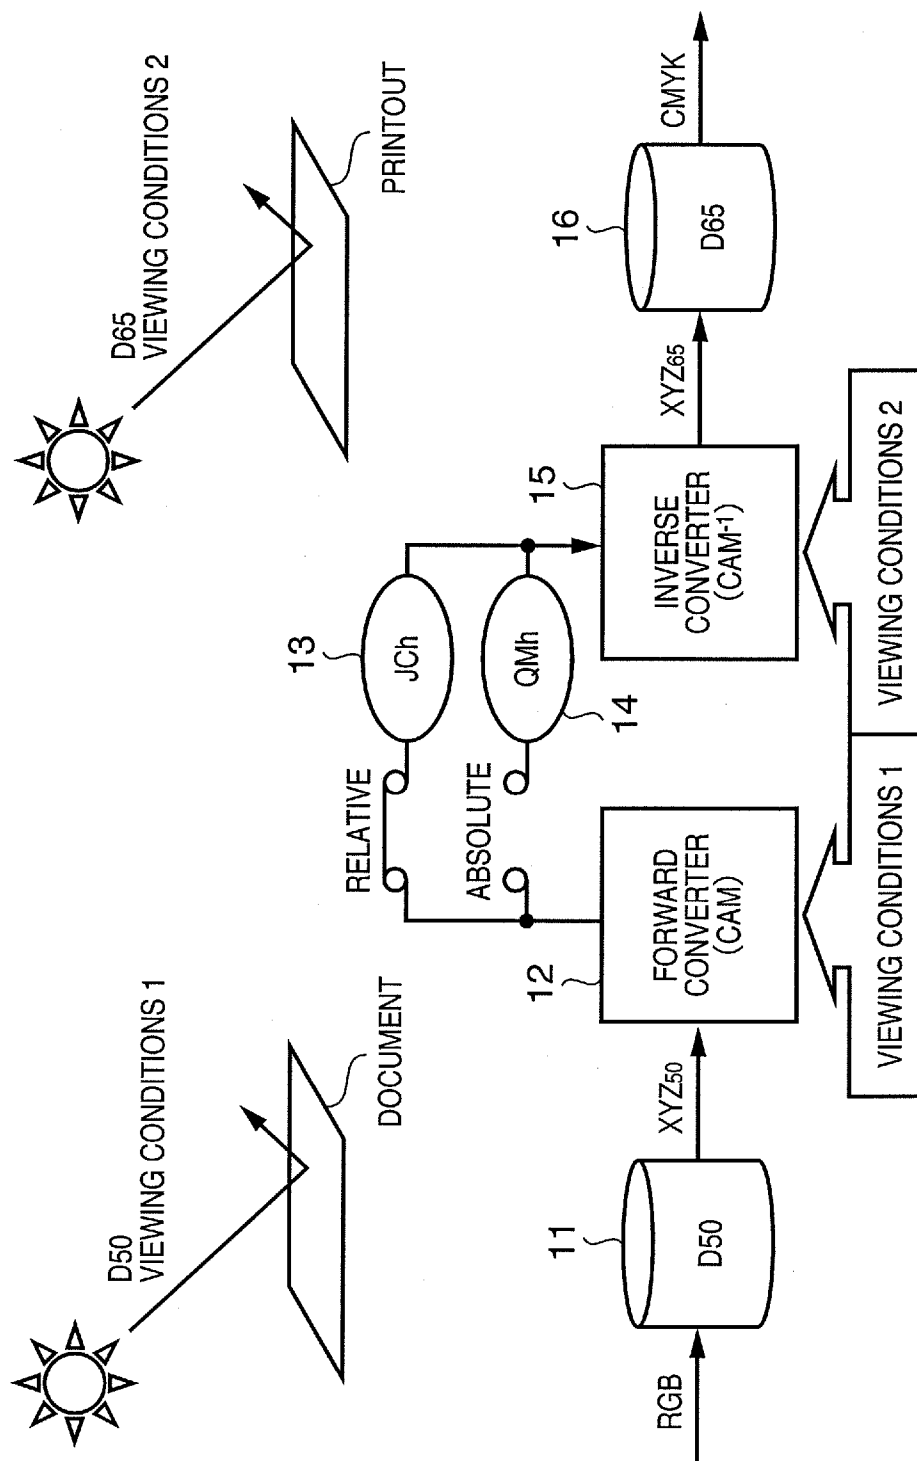 D50
VIEWING CONDITIONS 1
D65
VIEWING CONDITIONS 2
DOCUMENT
PRINTOUT
RELATIVE
13
JCh
ABSOLUTE
QMh
14
RGB
11
D50
XYZ50
12
FORWARD
CONVERTER
(CAM)
15
INVERSE
CONVERTER
(CAM-1)
XYZ65
16
D65
CMYK
VIEWING CONDITIONS 1
VIEWING CONDITIONS 2